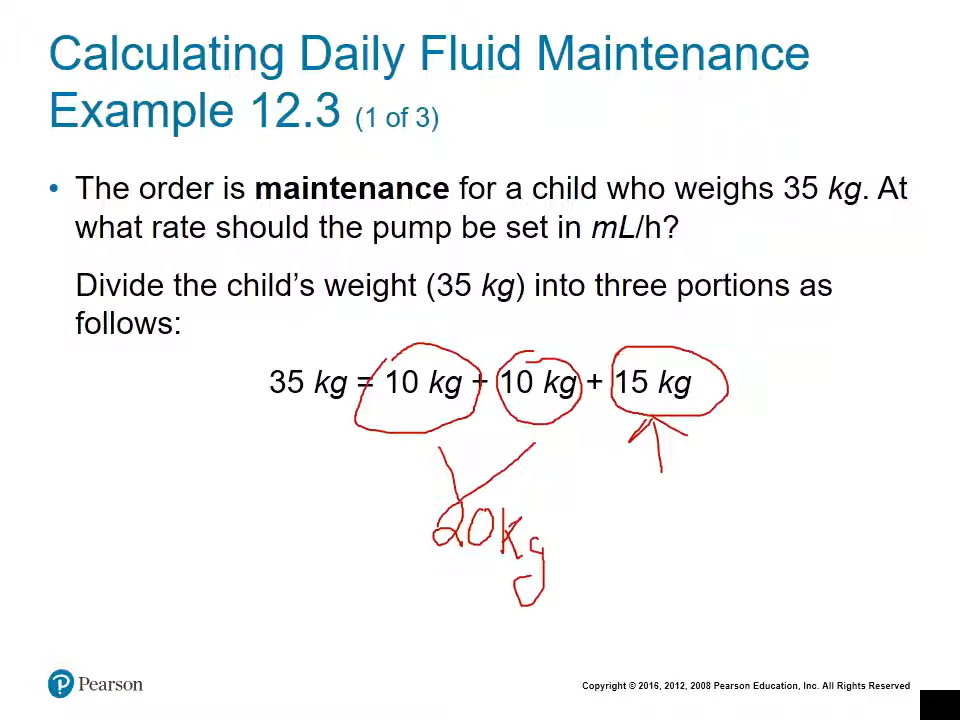 Calculating Daily Fluid Maintenance
Example 12.3 (1 of 3)
• The order is maintenance for a child who weighs 35 kg. At
what rate should the pump be set in mL/h?
Divide the child's weight (35 kg) into three portions as
follows:
35 kg = 10 kg + 10 kg + 15 kg
20kg
Pearson
Copyright © 2016, 2012, 2008 Pearson Education, Inc. All Rights Reserved